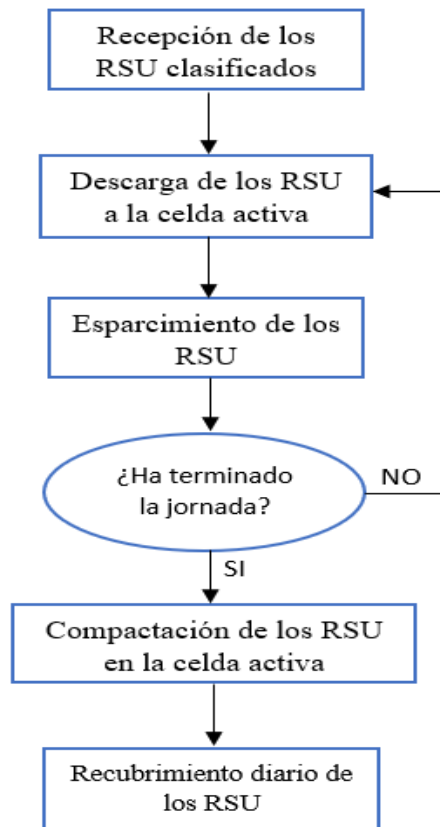 Recepción de los
RSU clasificados
Descarga de los RSU
a la celda activa
Esparcimiento de los
RSU
¿Ha terminado
la jornada?
NO
SI
Compactación de los RSU
en la celda activa
Recubrimiento diario de
los RSU